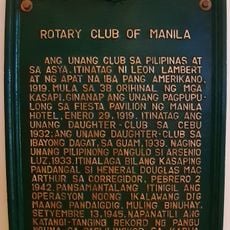 ROTARY CLUB OF MANILA
ANG UNANG CLUB SA PILIPINAS AT
SA ASYA. ITINATAG NI LEON LAMBERT
AT NG APAT NA IBA PANG AMERIKANO,
1919. MULA SA 38 ORIHINAL NG MGA
KASAPI, GINANAP ANG UNANG PAGPUPU-
LONG SA FIESTA PAVILION NG MANILA
HOTEL, ENERO 29, 1919. ITINATAG ANG
UNANG DAUGHTER-CLUB SA CEBU
1932; ANG UNANG DAUGHTER-CLUB SA
IBAYONG DAGAT, SA GUAM, 1939. NAGING
UNANG PILIPINONG PANGULO SI ARSENIO
LUZ, 1933. ITINALAGA BILANG KASAPING
PANDANGAL SI HENERAL DOUGLAS MAC
ARTHUR SA CORREGIDOR, PEBRERO 2
1942. PANSAMANTALANG ITINIGIL ANG
OPERASYON NOONG IKALAWANG DIG
MAANG PANDAIGDIG. MULING BINUHAY,
SETYEMBRE 13, 1945. NAPANATILI ANG
KATANGI-TANGING REKORD NG PANSU